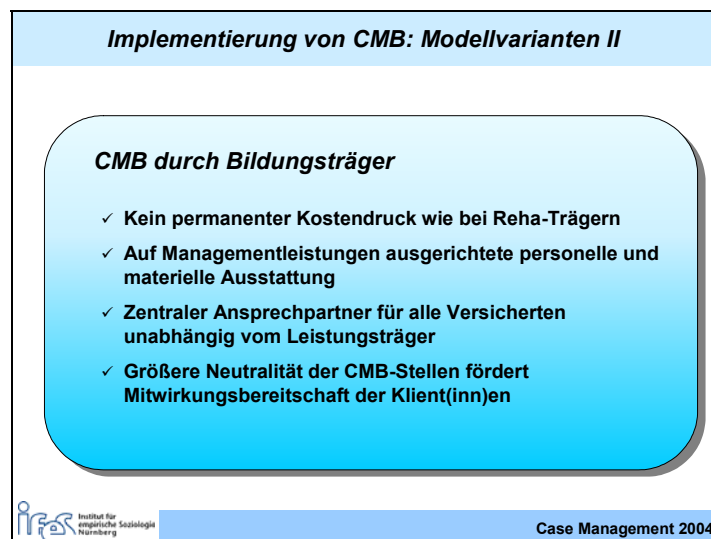 Implementierung von CMB: Modellvarianten II
CMB durch Bildungsträger
✓ Kein permanenter Kostendruck wie bei Reha-Trägern
✓ Auf Managementleistungen ausgerichtete personelle und
materielle Ausstattung
✓ Zentraler Ansprechpartner für alle Versicherten
unabhängig vom Leistungsträger
✓ Größere Neutralität der CMB-Stellen fördert
Mitwirkungsbereitschaft der Klient(inn)en
ifes
Institut für
empirische Soziologie
Nürnberg
Case Management 2004